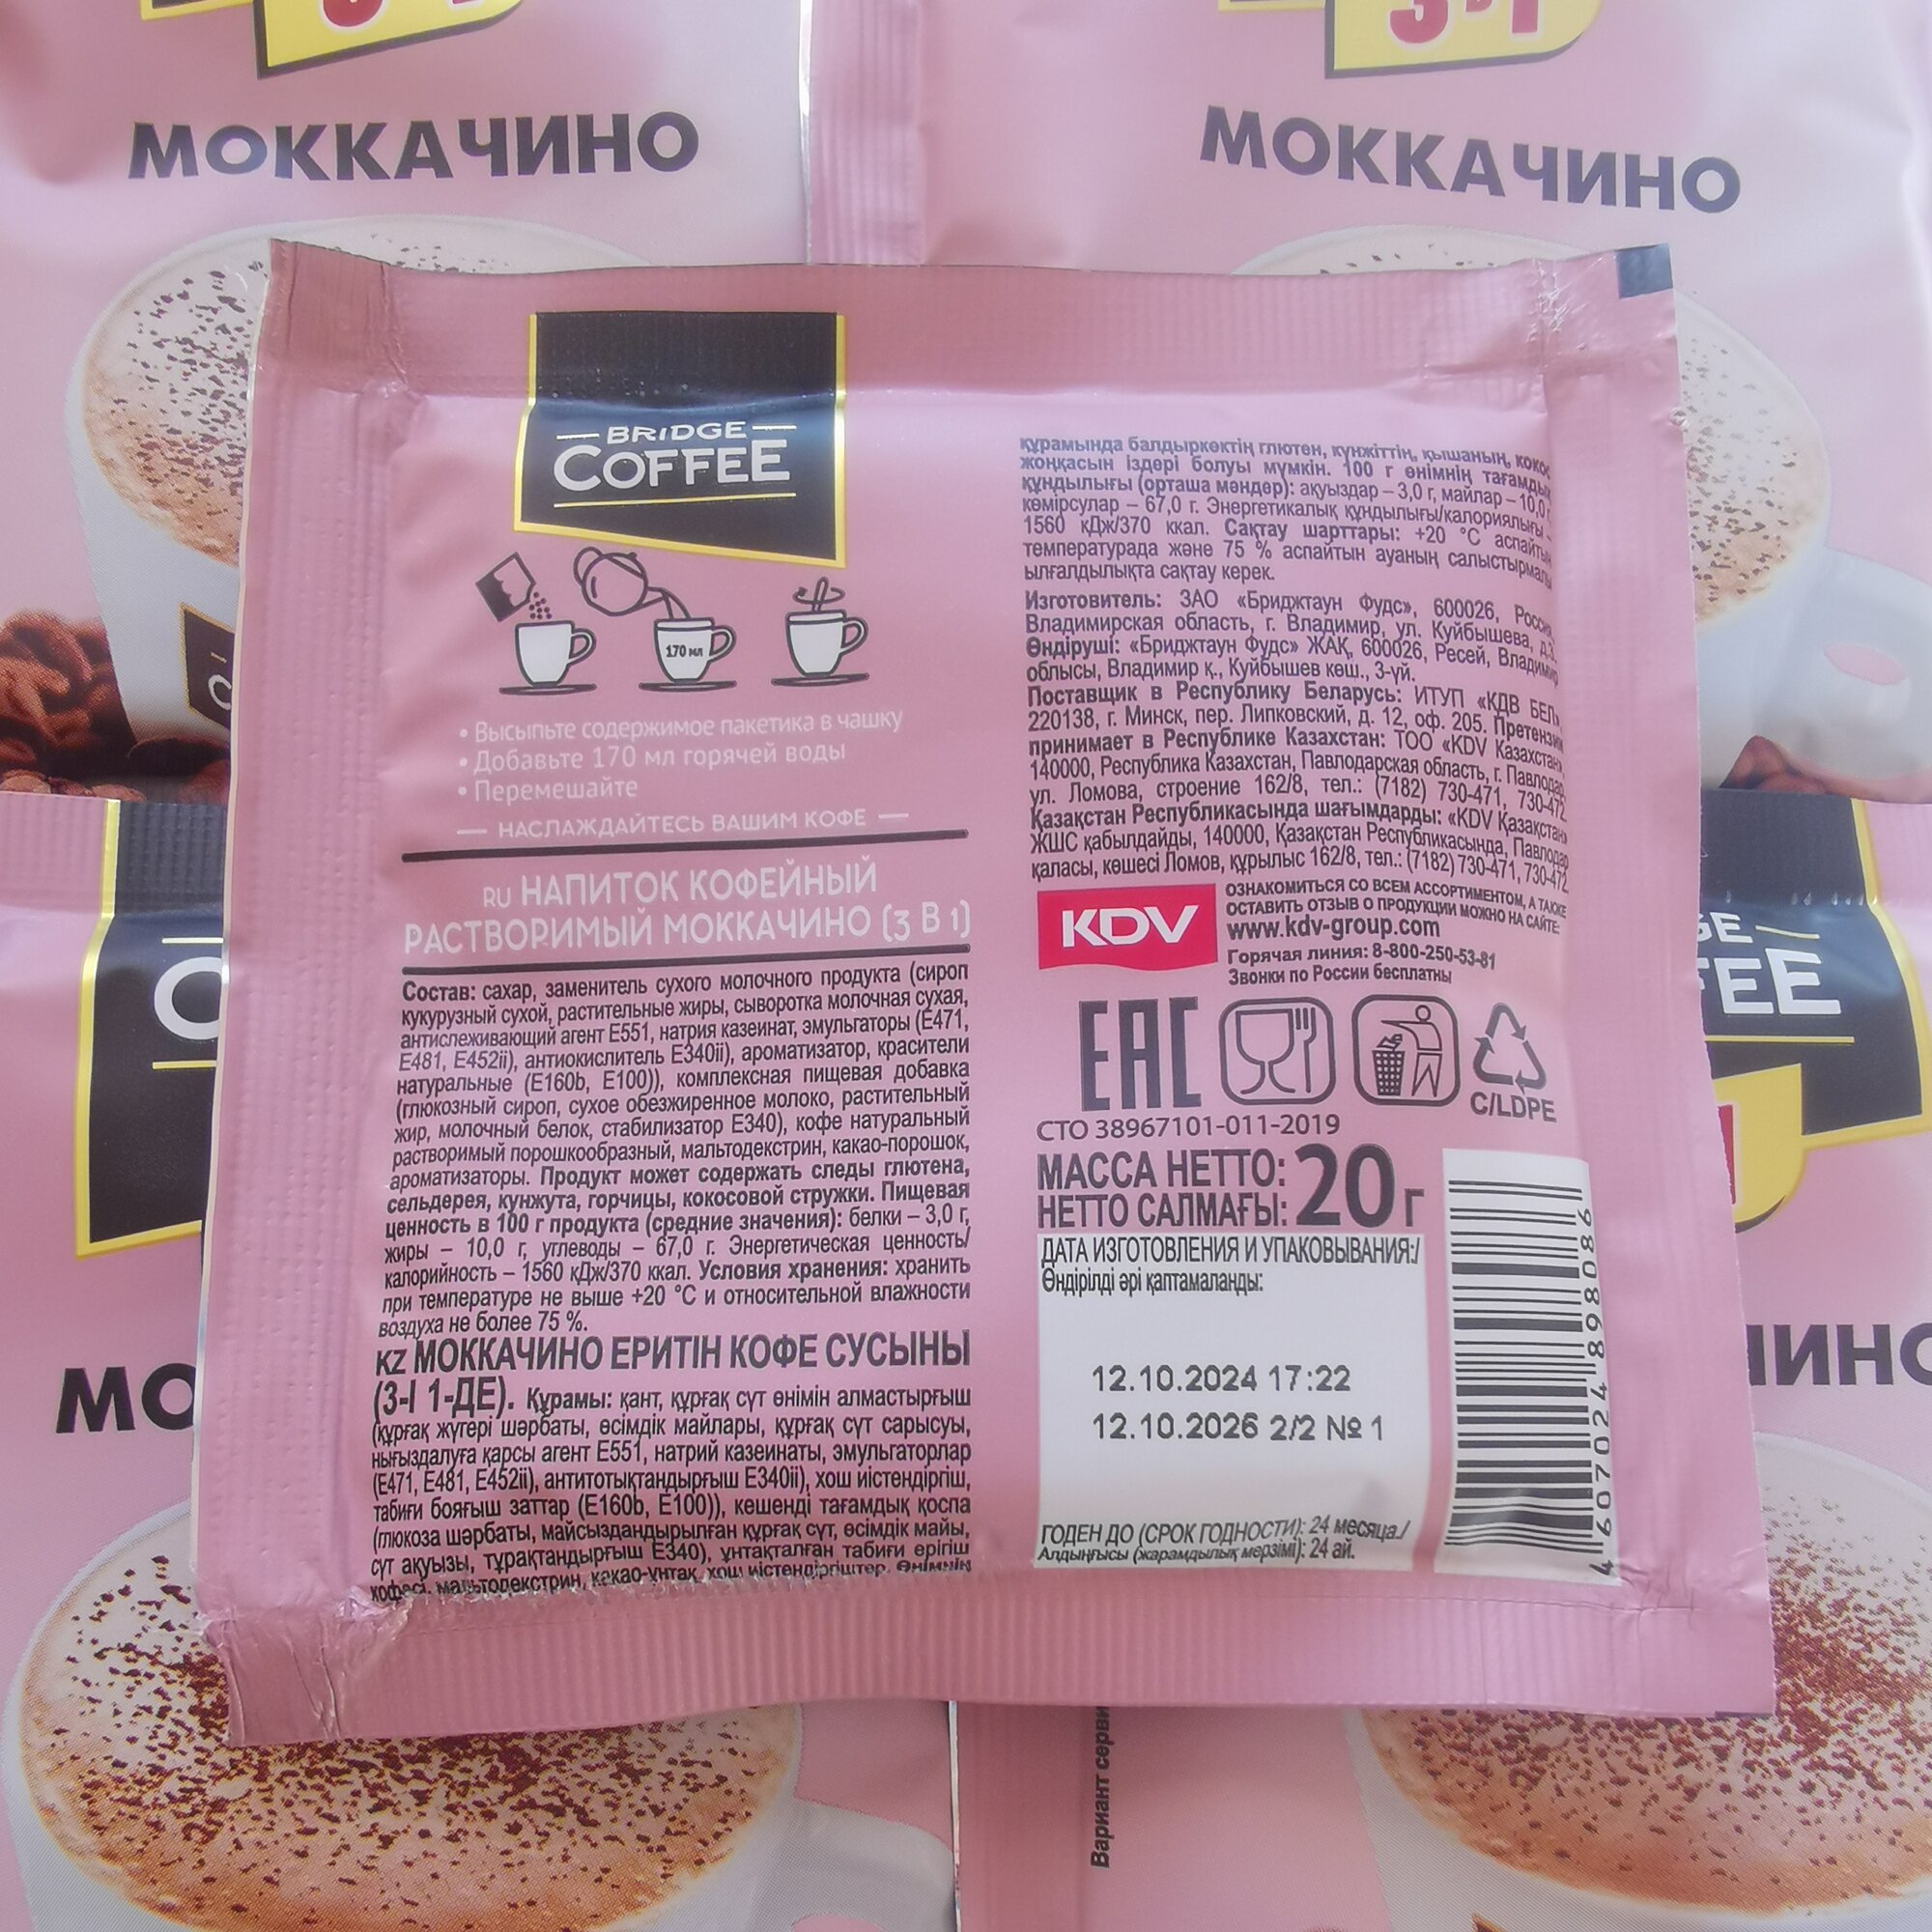 3 в 1
МОККАЧИНО
3 в 1
МОККАЧИНО
BRIDGE
COFFEE
170 мл
• Высыпьте содержимое пакетика в чашку
• Добавьте 170 мл горячей воды
• Перемешайте
— НАСЛАЖДАЙТЕСЬ ВАШИМ КОФЕ —
RU НАПИТОК КОФЕЙНЫЙ
РАСТВОРИМЫЙ МОККАЧИНО (3 В 1)
Состав: сахар, заменитель сухого молочного продукта (сироп
кукурузный сухой, растительные жиры, сыворотка молочная сухая,
антислеживающий агент Е551, натрия казеинат, эмульгаторы (Е471,
Е481, Е452ii), антиокислитель Е340ii), ароматизатор, красители
натуральные (Е160b, Е100)), комплексная пищевая добавка
(глюкозный сироп, сухое обезжиренное молоко, растительный
жир, молочный белок, стабилизатор Е340), кофе натуральный
растворимый порошкообразный, мальтодекстрин, какао-порошок,
ароматизаторы. Продукт может содержать следы глютена,
сельдерея, кунжута, горчицы, кокосовой стружки. Пищевая
ценность в 100 г продукта (средние значения): белки – 3,0 г,
жиры – 10,0 г, углеводы – 67,0 г. Энергетическая ценность/
калорийность – 1560 кДж/370 ккал. Условия хранения: хранить
при температуре не выше +20 °С и относительной влажности
воздуха не более 75 %.
KZ МОККАЧИНО ЕРИТІН КОФЕ СУСЫНЫ
(3-І 1-ДЕ). Құрамы: қант, құрғақ сүт өнімін алмастырғыш
(құрғақ жүгері шәрбаты, өсімдік майлары, құрғақ сүт сарысуы,
нығыздалуға қарсы агент Е551, натрий казеинаты, эмульгаторлар
(Е471, Е481, Е452ii), антитотықтандырғыш Е340ii), хош иістендіргіш,
табиғи бояғыш заттар (Е160b, Е100)), кешенді тағамдық қоспа
(глюкоза шәрбаты, майсыздандырылған құрғақ сүт, өсімдік майы,
сүт ақуызы, тұрақтандырғыш Е340), ұнтақталған табиғи ерігіш
кофесі, мальтодекстрин, какао-ұнтақ, хош иістендіргіштер. Өнімнің
құрамында балдыркөктің глютен, күнжіттің, қышаның, кокос
жоңқасын іздері болуы мүмкін. 100 г өнімнің тағамдық
құндылығы (орташа мәндер): ақуыздар – 3,0 г, майлар – 10,0 г,
көмірсулар – 67,0 г. Энергетикалық құндылығы/калориялығы –
1560 кДж/370 ккал. Сақтау шарттары: +20 °С аспайтын
температурада және 75 % аспайтын ауаның салыстырмалы
ылғалдылықта сақтау керек.
Изготовитель: ЗАО «Бриджтаун Фудс», 600026, Россия,
Владимирская область, г. Владимир, ул. Куйбышева, д.3.
Өндіруші: «Бриджтаун Фудс» ЖАҚ, 600026, Ресей, Владимир
облысы, Владимир қ., Куйбышев көш., 3-үй.
Поставщик в Республику Беларусь: ИТУП «КДВ БЕЛ»,
220138, г. Минск, пер. Липковский, д. 12, оф. 205. Претензии
принимает в Республике Казахстан: ТОО «KDV Казахстан»,
140000, Республика Казахстан, Павлодарская область, г. Павлодар,
ул. Ломова, строение 162/8, тел.: (7182) 730-471, 730-472.
Қазақстан Республикасында шағымдарды: «KDV Қазақстан»
ЖШС қабылдайды, 140000, Қазақстан Республикасында, Павлодар
қаласы, көшесі Ломов, құрылыс 162/8, тел.: (7182) 730-471, 730-472.
KDV
ОЗНАКОМИТЬСЯ СО ВСЕМ АССОРТИМЕНТОМ, А ТАКЖЕ
ОСТАВИТЬ ОТЗЫВ О ПРОДУКЦИИ МОЖНО НА САЙТЕ:
www.kdv-group.com
Горячая линия: 8-800-250-53-81
Звонки по России бесплатны
ЕАС
C/LDPE
СТО 38967101-011-2019
МАССА НЕТТО:
НЕТТО САЛМАҒЫ: 20 г
ДАТА ИЗГОТОВЛЕНИЯ И УПАКОВЫВАНИЯ:/
Өндірілді әрі қаптамаланды:
12.10.2024 17:22
12.10.2026 2/2 № 1
ГОДЕН ДО (СРОК ГОДНОСТИ): 24 месяца./
Алдыңғысы (жарамдылық мерзімі): 24 ай.
4 607024 898086
C
GE
FEE
МО
ИНО
Вариант серви